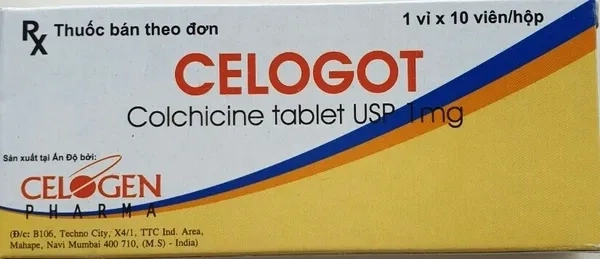 Rx Thuốc bán theo đơn
1 vỉ x 10 viên/hộp
CELOGOT
Colchicine tablet USP 1mg
Sản xuất tại Ấn Độ bởi:
CELOGEN
PHARMA
(Đ/c: B106, Techno City, X4/1, TTC Ind. Area,
Mahape, Navi Mumbai 400 710, (M.S) - India)